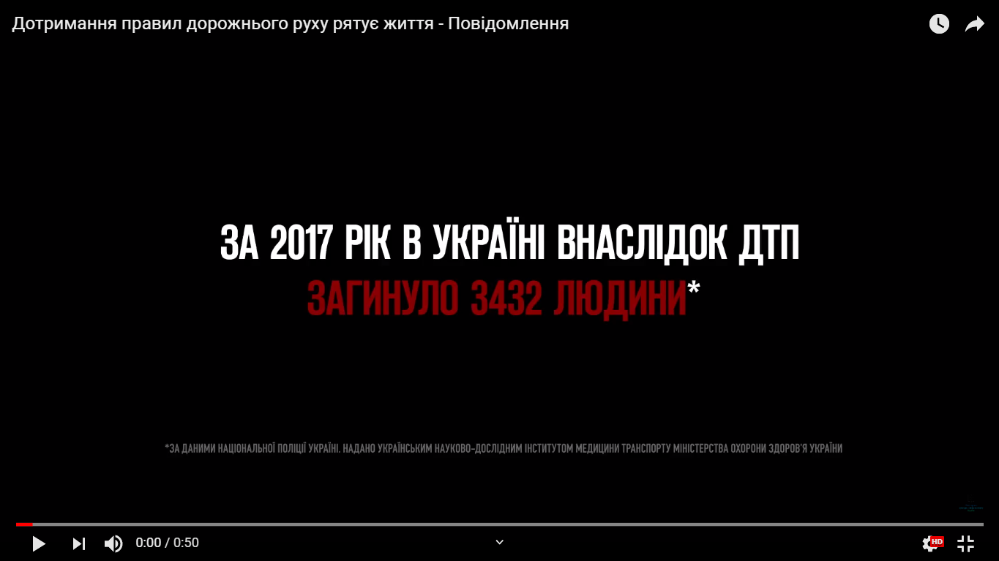 Дотримання правил дорожнього руху рятує життя - Повідомлення
ЗА 2017 РІК В УКРАЇНІ ВНАСЛІДОК ДТП
ЗАГИНУЛО 3432 ЛЮДИНИ*
*ЗА ДАНИМИ НАЦІОНАЛЬНОЇ ПОЛІЦІЇ УКРАЇНІ. НАДАНО УКРАЇНСЬКИМ НАУКОВО-ДОСЛІДНИМ ІНСТИТУТОМ МЕДИЦИНИ ТРАНСПОРТУ МІНІСТЕРСТВА ОХОРОНИ ЗДОРОВ'Я УКРАЇНИ
0:00 / 0:50
HD